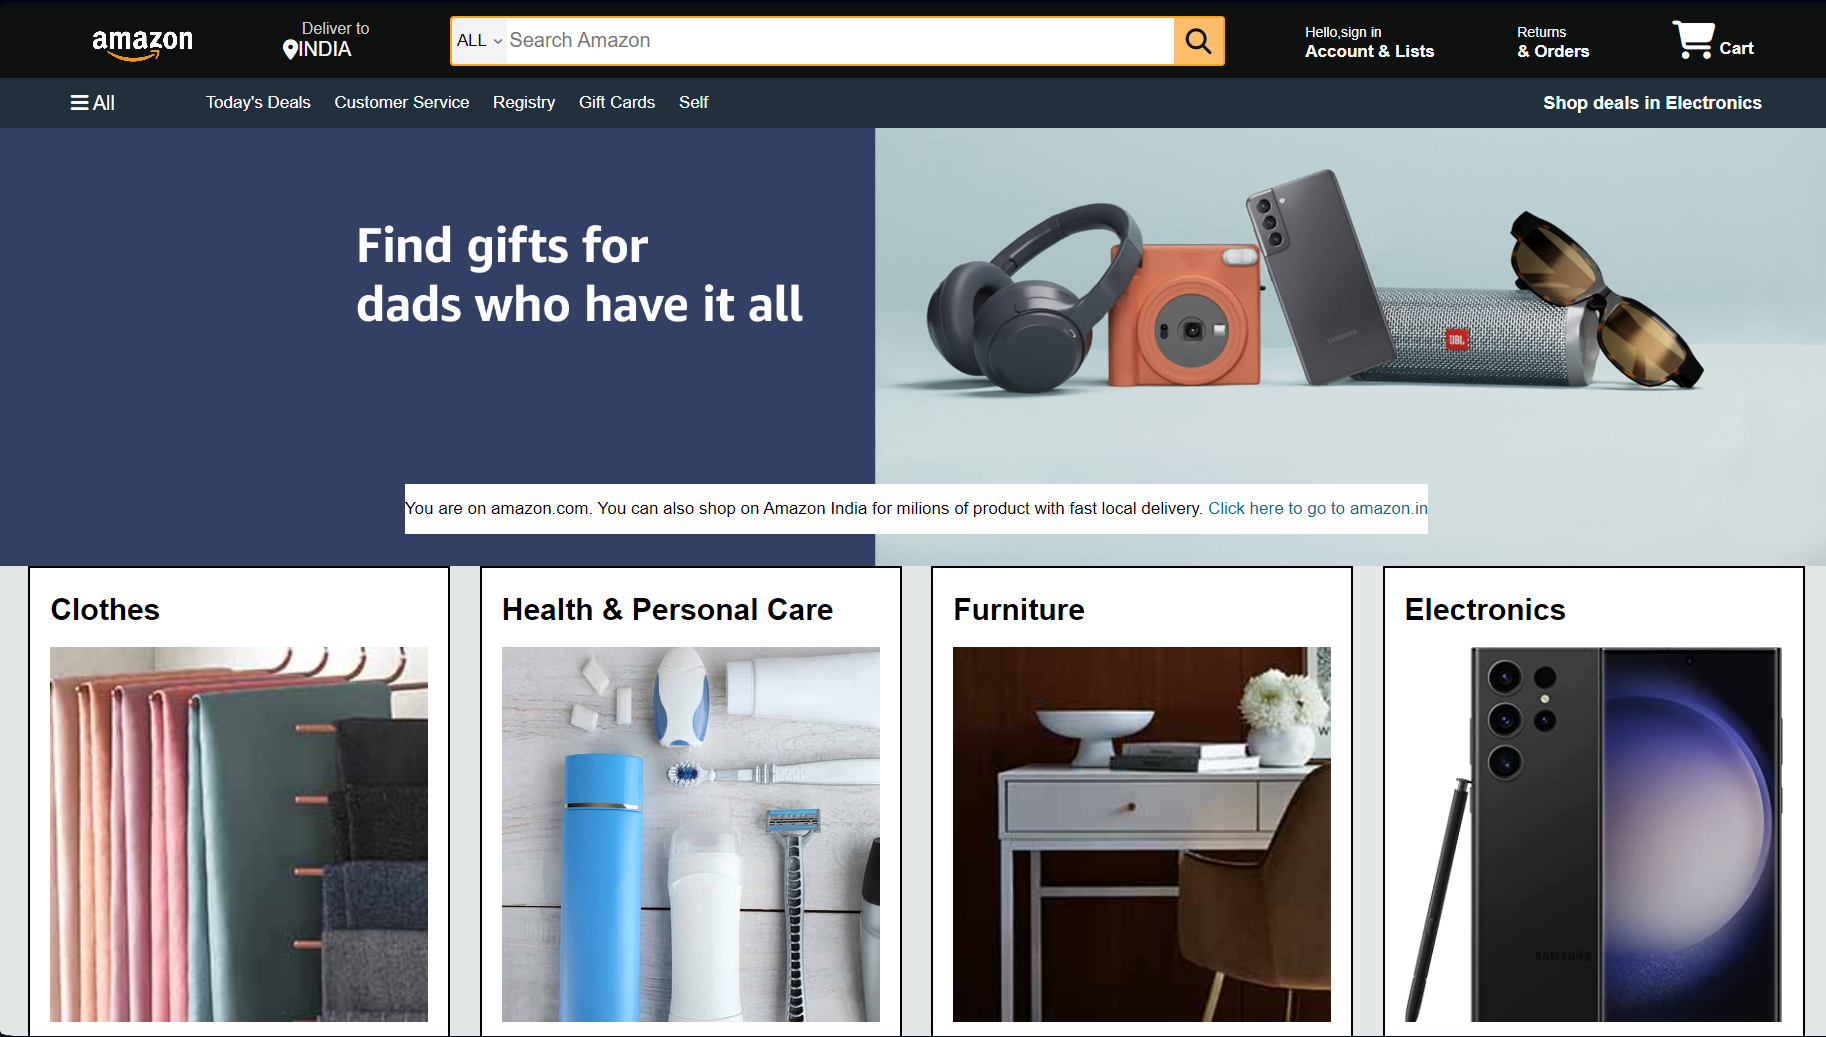 amazon
Deliver to
INDIA
ALL
Search Amazon
Hello,sign in
Account & Lists
Returns
& Orders
Cart
All
Today's Deals
Customer Service
Registry
Gift Cards
Self
Shop deals in Electronics
Find gifts for
dads who have it all
SAMSUNG
JBL
You are on amazon.com. You can also shop on Amazon India for milions of product with fast local delivery. Click here to go to amazon.in
Clothes
Health & Personal Care
Furniture
Electronics
SAMSUNG